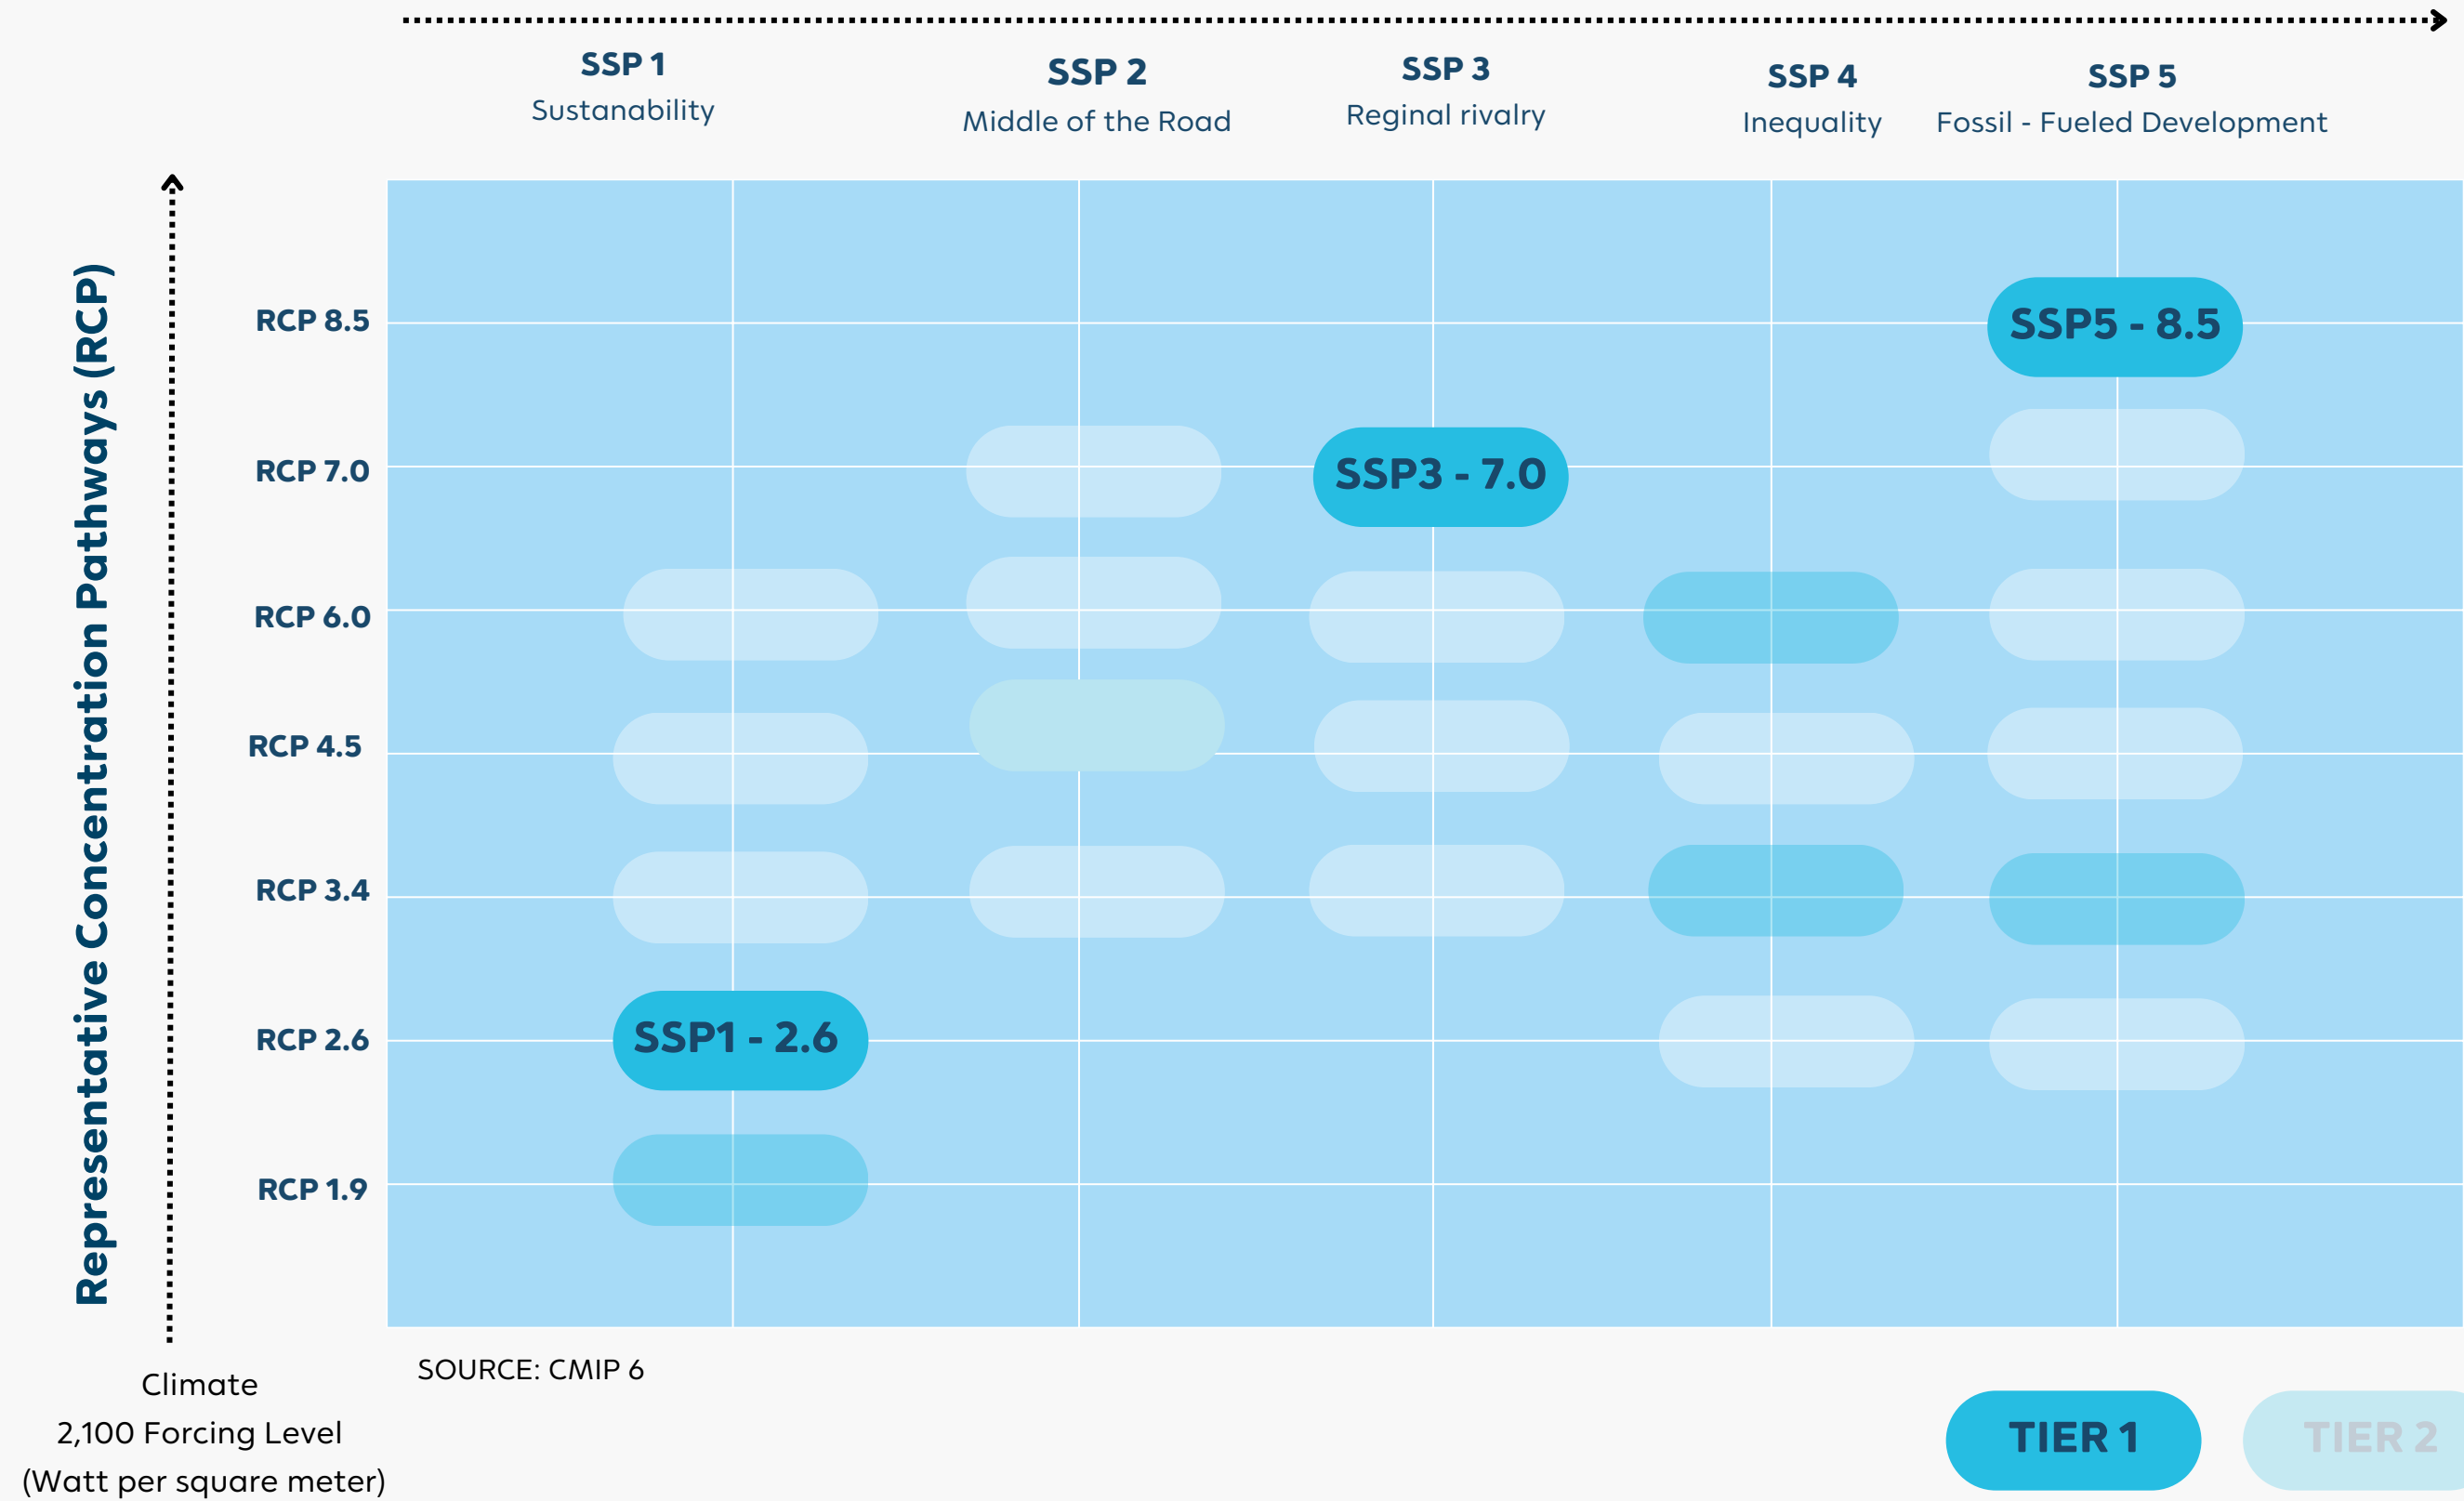 SSP 1
Sustanability
SSP 2
Middle of the Road
SSP 3
Reginal rivalry
SSP 4
Inequality
SSP 5
Fossil - Fueled Development
Representative Concentration Pathways (RCP)
RCP 8.5
SSP5 - 8.5
RCP 7.0
SSP3 - 7.0
RCP 6.0
RCP 4.5
RCP 3.4
RCP 2.6
SSP1 - 2.6
RCP 1.9
Climate
2,100 Forcing Level
(Watt per square meter)
SOURCE: CMIP 6
TIER 1
TIER 2